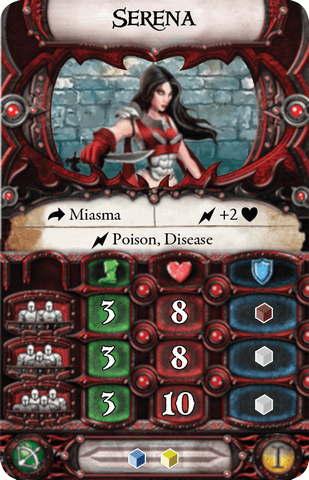 SERENA
Miasma
+2
Poison, Disease
3 8
3 8
3 10
I